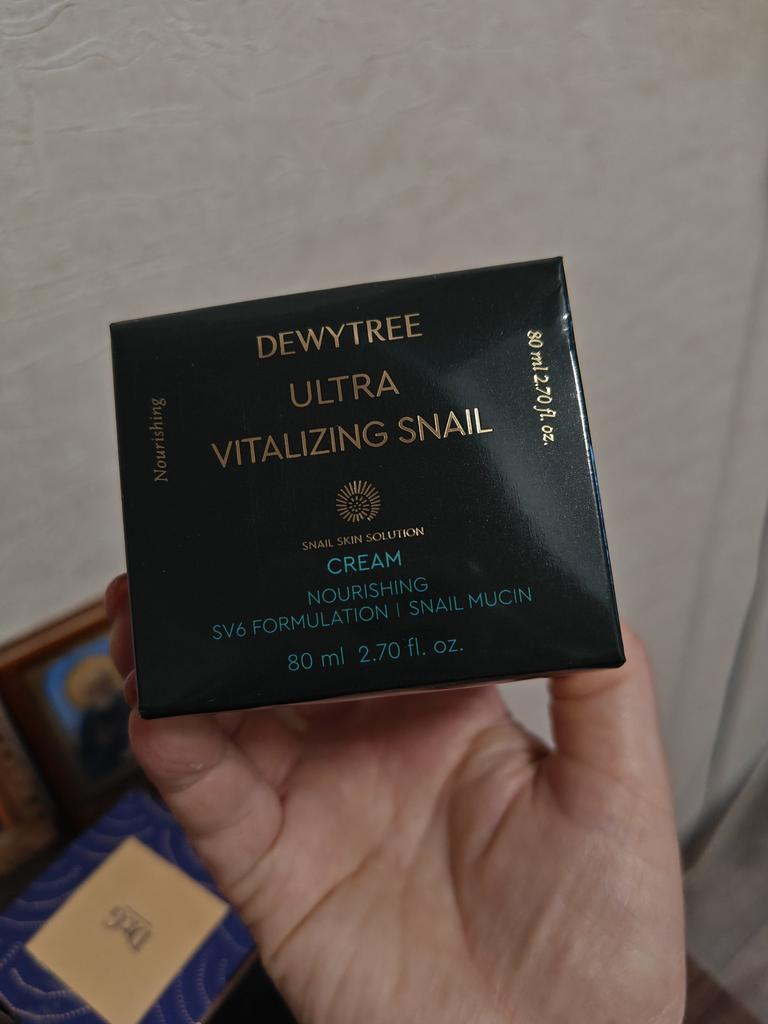 DEWYTREE
ULTRA
VITALIZING SNAIL
SNAIL SKIN SOLUTION
CREAM
NOURISHING
SV6 FORMULATION | SNAIL MUCIN
80 ml 2.70 fl. oz.
Nourishing
80 ml 2.70 fl. oz.